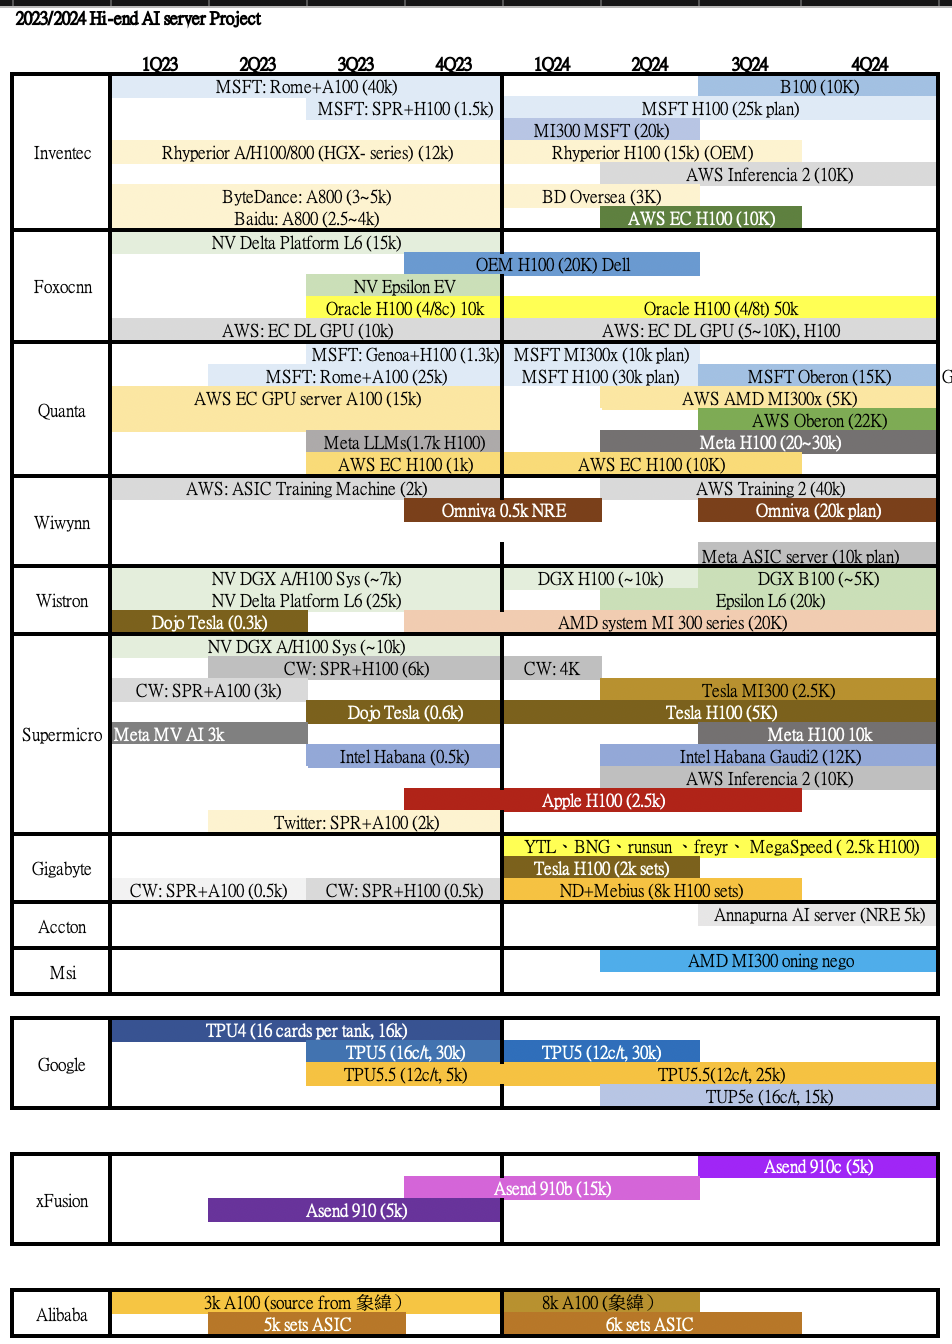 2023/2024 Hi-end AI server Project
1Q23 2Q23 3Q23 4Q23 1Q24 2Q24 3Q24 4Q24
Inventec
MSFT: Rome+A100 (40k) B100 (10K)
MSFT: SPR+H100 (1.5k) MSFT H100 (25k plan)
MI300 MSFT (20k)
Rhyperior A/H100/800 (HGX- series) (12k) Rhyperior H100 (15k) (OEM)
AWS Inferencia 2 (10K)
ByteDance: A800 (3~5k) BD Oversea (3K)
Baidu: A800 (2.5~4k) AWS EC H100 (10K)
Foxocnn
NV Delta Platform L6 (15k)
OEM H100 (20K) Dell
NV Epsilon EV
Oracle H100 (4/8c) 10k Oracle H100 (4/8t) 50k
AWS: EC DL GPU (10k) AWS: EC DL GPU (5~10K), H100
Quanta
MSFT: Genoa+H100 (1.3k) MSFT MI300x (10k plan)
MSFT: Rome+A100 (25k) MSFT H100 (30k plan) MSFT Oberon (15K) G
AWS EC GPU server A100 (15k) AWS AMD MI300x (5K)
AWS Oberon (22K)
Meta LLMs(1.7k H100) Meta H100 (20~30k)
AWS EC H100 (1k) AWS EC H100 (10K)
Wiwynn
AWS: ASIC Training Machine (2k) AWS Training 2 (40k)
Omniva 0.5k NRE Omniva (20k plan)
Meta ASIC server (10k plan)
Wistron
NV DGX A/H100 Sys (~7k) DGX H100 (~10k) DGX B100 (~5K)
NV Delta Platform L6 (25k) Epsilon L6 (20k)
Dojo Tesla (0.3k) AMD system MI 300 series (20K)
Supermicro
NV DGX A/H100 Sys (~10k)
CW: SPR+H100 (6k) CW: 4K
CW: SPR+A100 (3k) Tesla MI300 (2.5K)
Dojo Tesla (0.6k) Tesla H100 (5K)
Meta MV AI 3k Meta H100 10k
Intel Habana (0.5k) Intel Habana Gaudi2 (12K)
AWS Inferencia 2 (10K)
Apple H100 (2.5k)
Twitter: SPR+A100 (2k)
Gigabyte
YTL、BNG、runsun 、freyr、 MegaSpeed ( 2.5k H100)
Tesla H100 (2k sets)
CW: SPR+A100 (0.5k) CW: SPR+H100 (0.5k) ND+Mebius (8k H100 sets)
Accton
Annapurna AI server (NRE 5k)
Msi
AMD MI300 oning nego
Google
TPU4 (16 cards per tank, 16k)
TPU5 (16c/t, 30k) TPU5 (12c/t, 30k)
TPU5.5 (12c/t, 5k) TPU5.5(12c/t, 25k)
TUP5e (16c/t, 15k)
xFusion
Asend 910c (5k)
Asend 910b (15k)
Asend 910 (5k)
Alibaba
3k A100 (source from 象緯） 8k A100 (象緯）
5k sets ASIC 6k sets ASIC